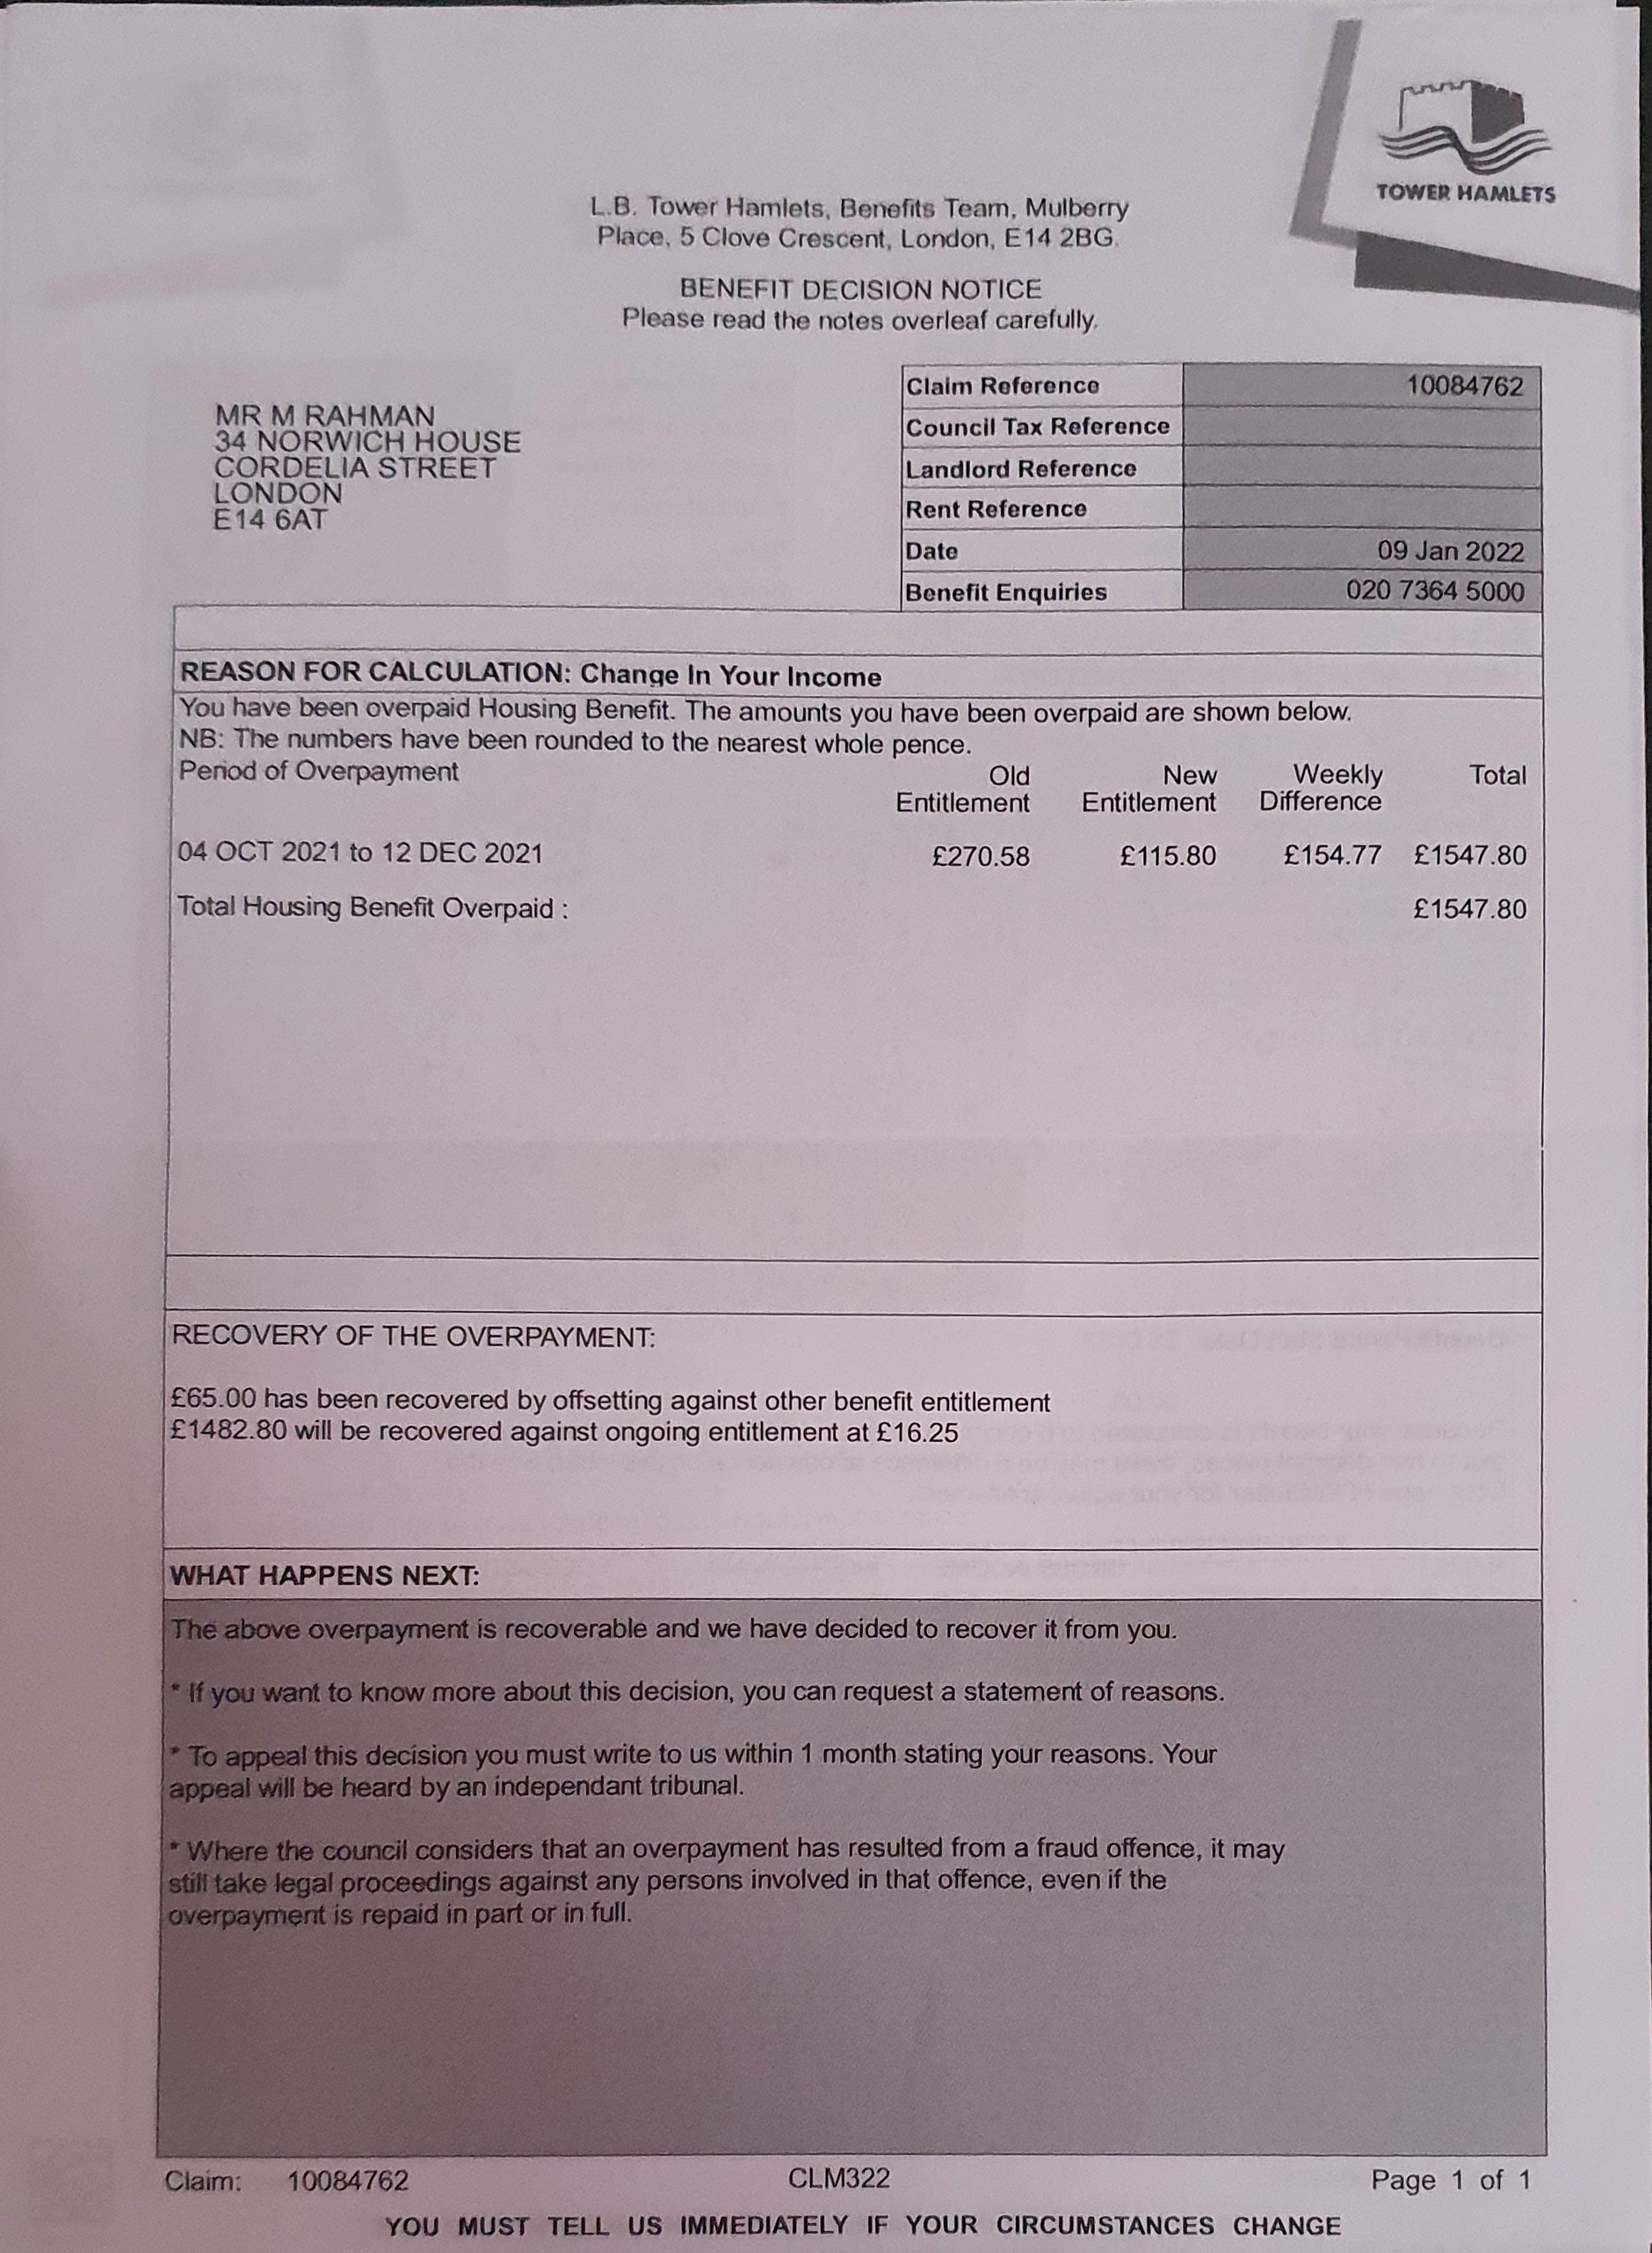 TOWER HAMLETS
L.B. Tower Hamlets, Benefits Team, Mulberry
Place, 5 Clove Crescent, London, E14 2BG.
BENEFIT DECISION NOTICE
Please read the notes overleaf carefully.
MR M RAHMAN
34 NORWICH HOUSE
CORDELIA STREET
LONDON
E14 6AT
Claim Reference 10084762
Council Tax Reference
Landlord Reference
Rent Reference
Date 09 Jan 2022
Benefit Enquiries 020 7364 5000
REASON FOR CALCULATION: Change In Your Income
You have been overpaid Housing Benefit. The amounts you have been overpaid are shown below.
NB: The numbers have been rounded to the nearest whole pence.
Period of Overpayment Old New Weekly Total
Entitlement Entitlement Difference
04 OCT 2021 to 12 DEC 2021 £270.58 £115.80 £154.77 £1547.80
Total Housing Benefit Overpaid : £1547.80
RECOVERY OF THE OVERPAYMENT:
£65.00 has been recovered by offsetting against other benefit entitlement
£1482.80 will be recovered against ongoing entitlement at £16.25
WHAT HAPPENS NEXT:
The above overpayment is recoverable and we have decided to recover it from you.
* If you want to know more about this decision, you can request a statement of reasons.
* To appeal this decision you must write to us within 1 month stating your reasons. Your
appeal will be heard by an independant tribunal.
* Where the council considers that an overpayment has resulted from a fraud offence, it may
still take legal proceedings against any persons involved in that offence, even if the
overpayment is repaid in part or in full.
Claim: 10084762 CLM322 Page 1 of 1
YOU MUST TELL US IMMEDIATELY IF YOUR CIRCUMSTANCES CHANGE